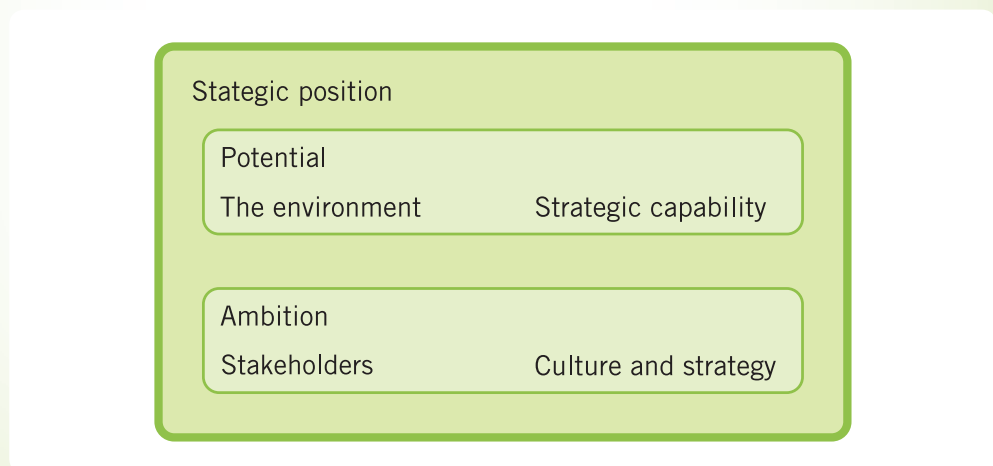 Stategic position
Potential
The environment Strategic capability
Ambition
Stakeholders Culture and strategy